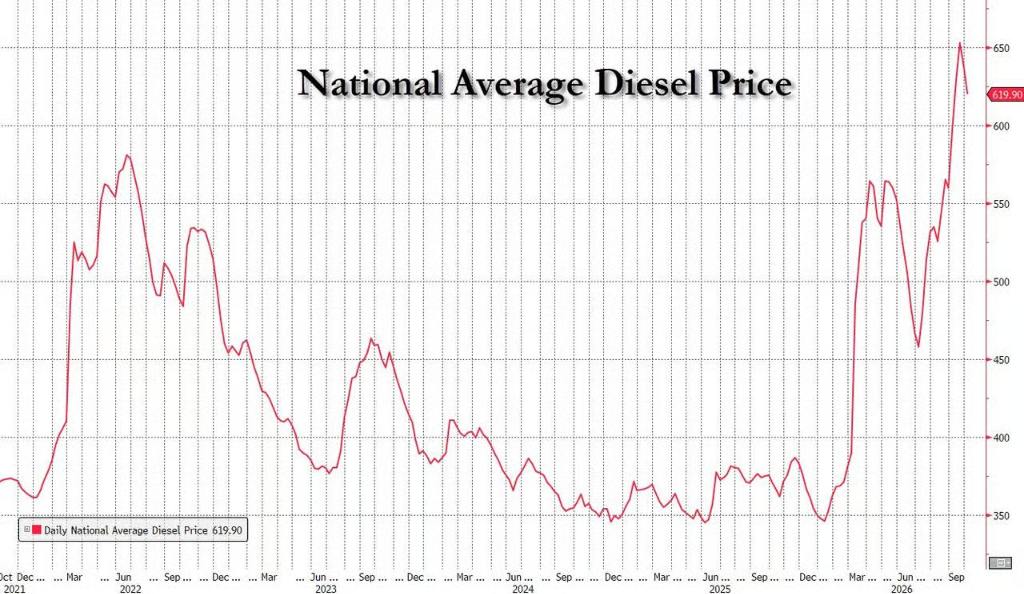 National Average Diesel Price
650
619.90
600
550
500
450
400
350
Daily National Average Diesel Price 619.90
Oct Dec ... Mar ... Jun ... Sep ... Dec ... Mar ... Jun ... Sep ... Dec ... Mar ... Jun ... Sep ... Dec ... Mar ... Jun ... Sep ... Dec ... Mar ... Jun ... Sep
2021 2022 2023 2024 2025 2026